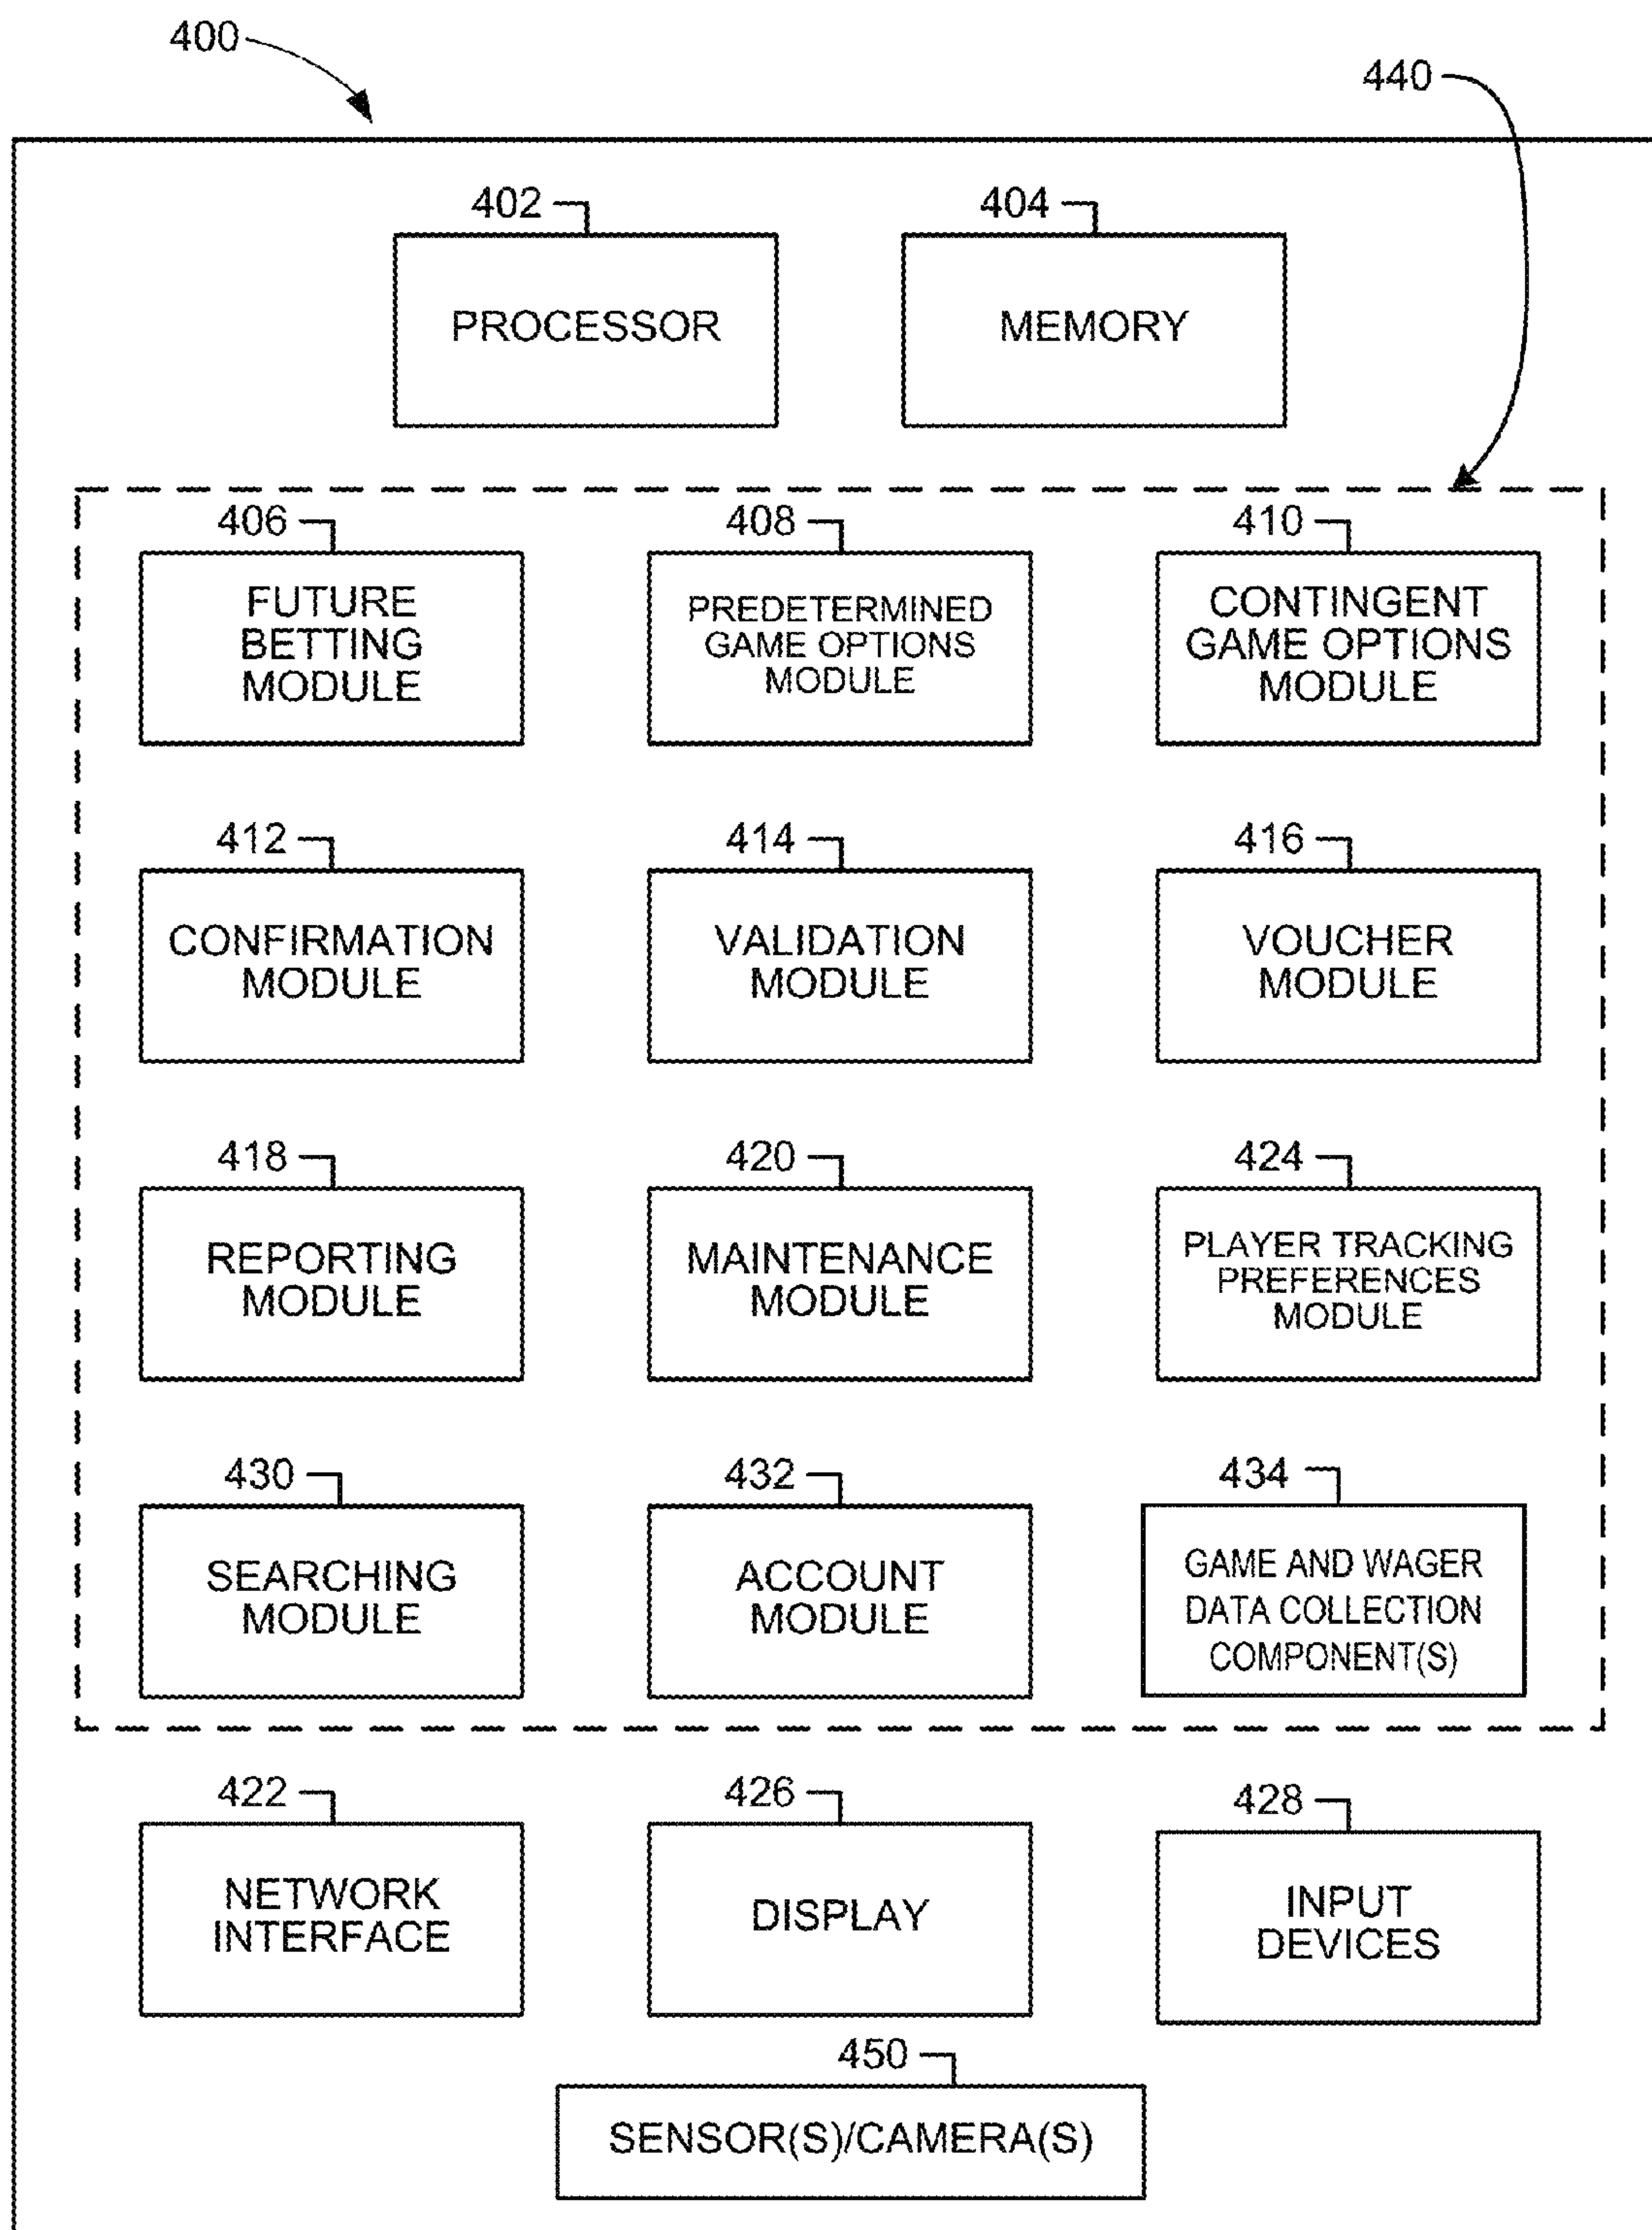 400
440
402
404
PROCESSOR
MEMORY
406
408
410
FUTURE
BETTING
MODULE
PREDETERMINED
GAME OPTIONS
MODULE
CONTINGENT
GAME OPTIONS
MODULE
412
414
416
CONFIRMATION
MODULE
VALIDATION
MODULE
VOUCHER
MODULE
418
420
424
REPORTING
MODULE
MAINTENANCE
MODULE
PLAYER TRACKING
PREFERENCES
MODULE
430
432
434
SEARCHING
MODULE
ACCOUNT
MODULE
GAME AND WAGER
DATA COLLECTION
COMPONENT(S)
422
426
428
NETWORK
INTERFACE
DISPLAY
INPUT
DEVICES
450
SENSOR(S)/CAMERA(S)